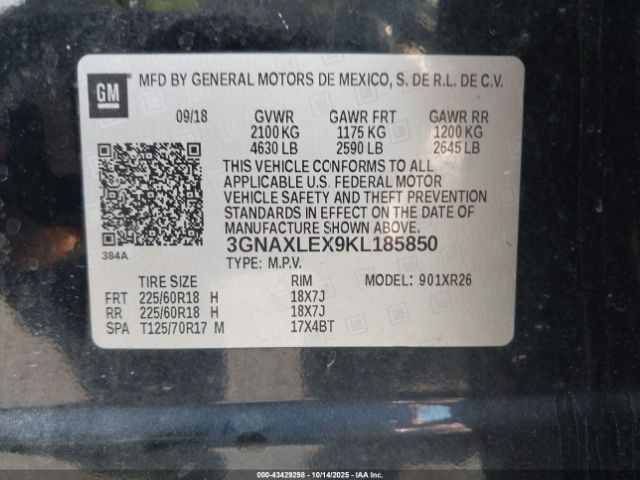 GM
MFD BY GENERAL MOTORS DE MEXICO, S. DE R.L. DE C.V.
09/18 GVWR GAWR FRT GAWR RR
2100 KG 1175 KG 1200 KG
4630 LB 2590 LB 2645 LB
THIS VEHICLE CONFORMS TO ALL
APPLICABLE U.S. FEDERAL MOTOR
VEHICLE SAFETY AND THEFT PREVENTION
STANDARDS IN EFFECT ON THE DATE OF
MANUFACTURE SHOWN ABOVE.
384A
3GNAXLEX9KL185850
TYPE: M.P.V.
TIRE SIZE RIM MODEL: 901XR26
FRT 225/60R18 H 18X7J
RR 225/60R18 H 18X7J
SPA T125/70R17 M 17X4BT
000-43429298 - 10/14/2025 - COPYRIGHT IAA, LLC